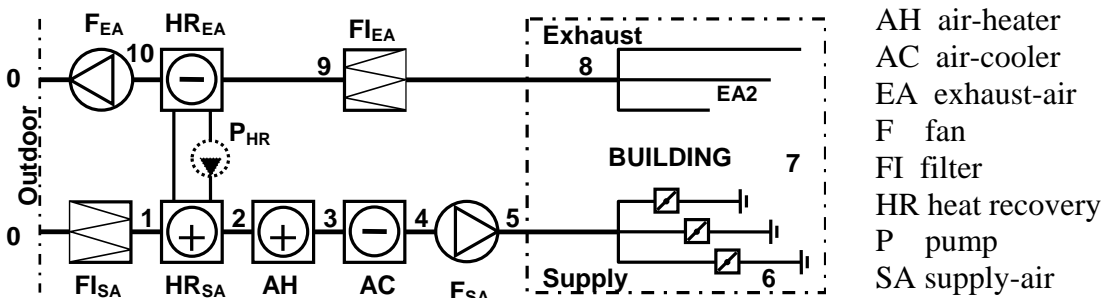 F_EA
HR_EA
FI_EA
Exhaust
0
10
9
8
EA2
P_HR
Outdoor
BUILDING
7
0
1
2
3
4
5
6
FI_SA
HR_SA
AH
AC
F_SA
Supply
AH air-heater
AC air-cooler
EA exhaust-air
F fan
FI filter
HR heat recovery
P pump
SA supply-air